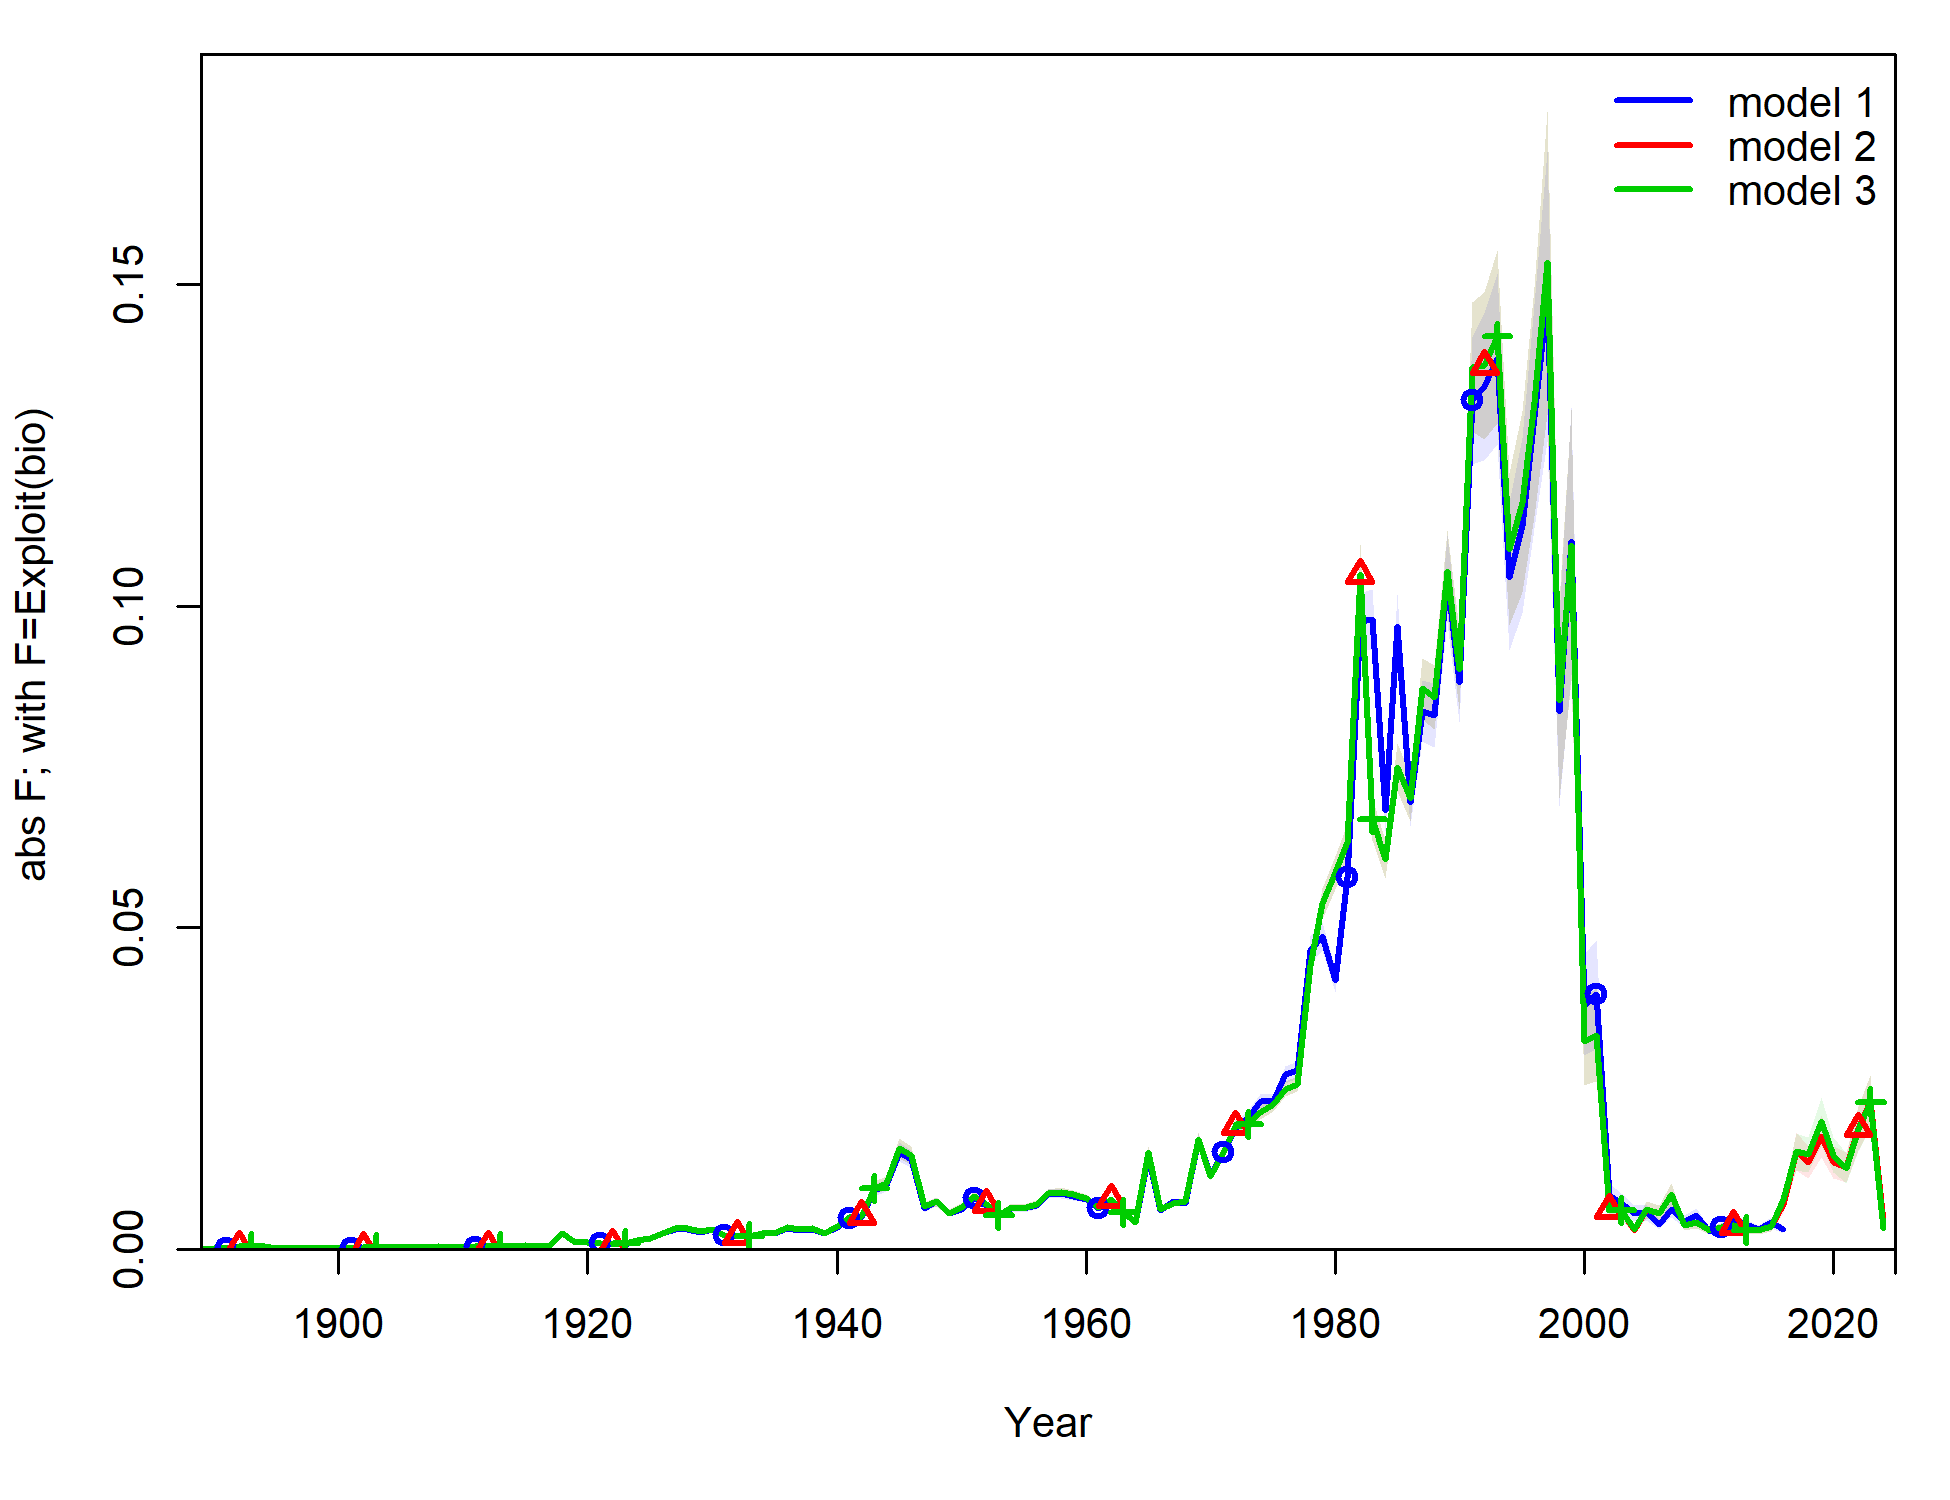 model 1
model 2
model 3
abs F; with F=Exploit(bio)
0.15
0.10
0.05
0.00
1900 1920 1940 1960 1980 2000 2020
Year